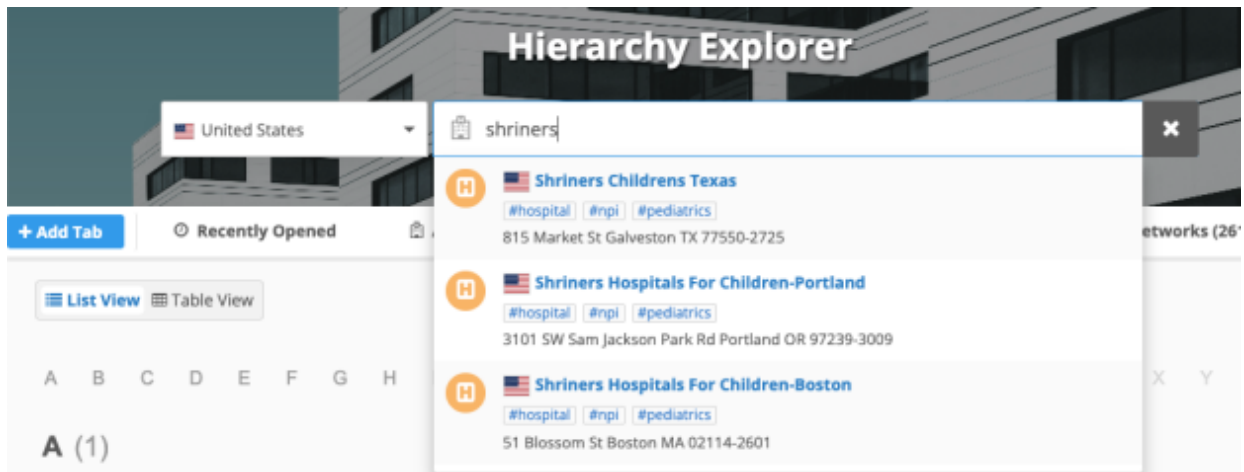 Hierarchy Explorer
United States
shriners
Shriners Childrens Texas
#hospital #npi #pediatrics
815 Market St Galveston TX 77550-2725
+ Add Tab
Recently Opened
etworks (26
Shriners Hospitals For Children-Portland
#hospital #npi #pediatrics
3101 SW Sam Jackson Park Rd Portland OR 97239-3009
List View Table View
A B C D E F G H
X Y
Shriners Hospitals For Children-Boston
#hospital #npi #pediatrics
51 Blossom St Boston MA 02114-2601
A (1)